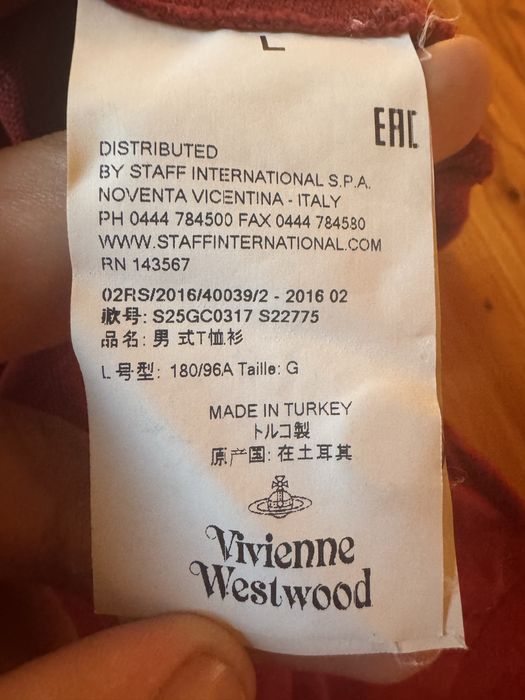 L
EAC
DISTRIBUTED
BY STAFF INTERNATIONAL S.P.A.
NOVENTA VICENTINA - ITALY
PH 0444 784500 FAX 0444 784580
WWW.STAFFINTERNATIONAL.COM
RN 143567
02RS/2016/40039/2 - 2016 02
款号: S25GC0317 S22775
品名: 男 式T恤衫
L 号型: 180/96A Taille: G
MADE IN TURKEY
トルコ製
原产国: 在土耳其
Vivienne
Westwood